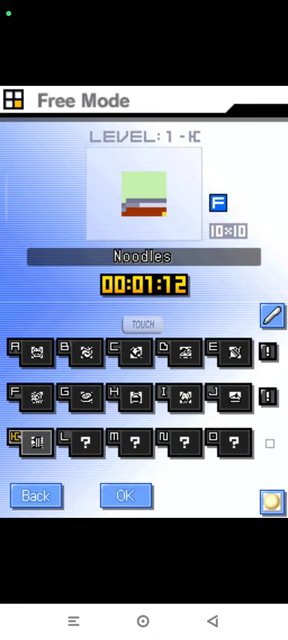 Free Mode
LEVEL: 1 - K
F
10×10
Noodles
00:01:12
TOUCH
A B C D E !
F G H I J !
K L ? M ? N ? O ?
Back OK